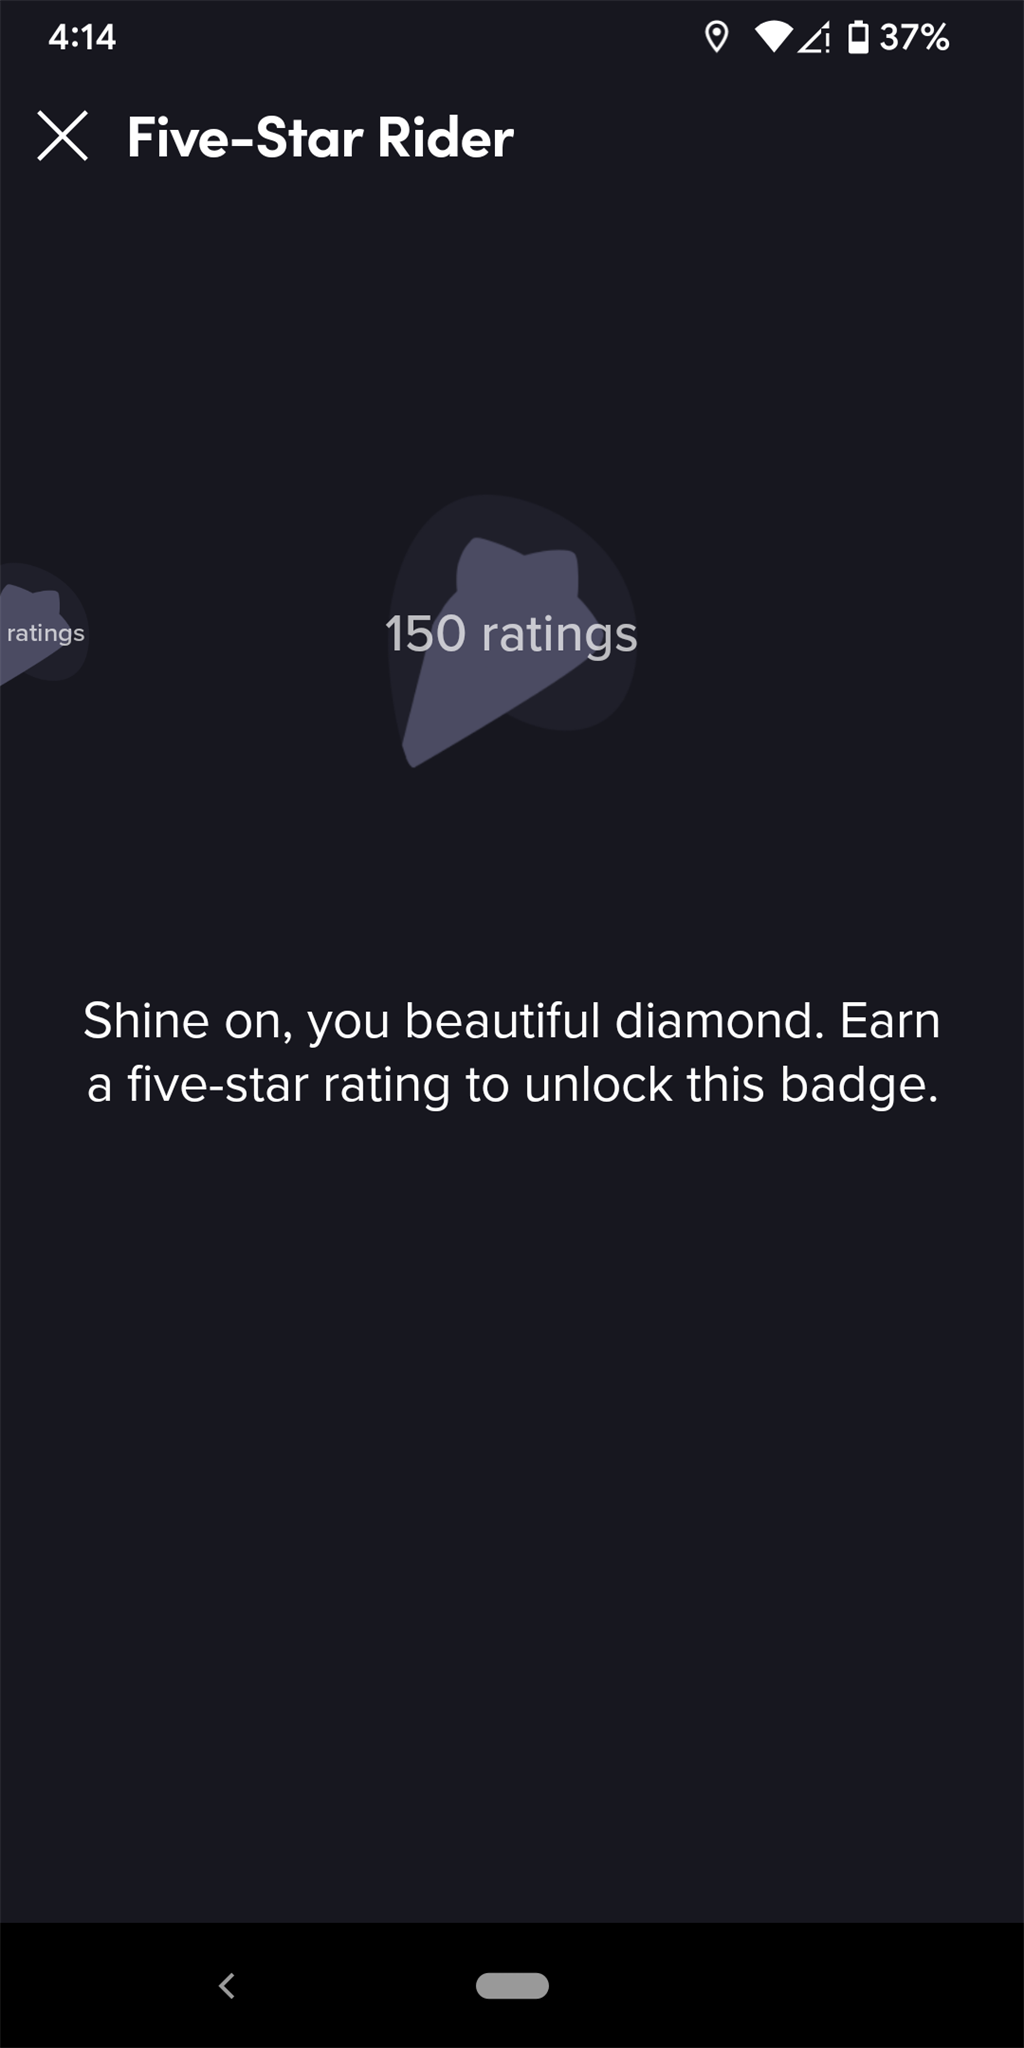 4:14
37%
Five-Star Rider
ratings
150 ratings
Shine on, you beautiful diamond. Earn
a five-star rating to unlock this badge.